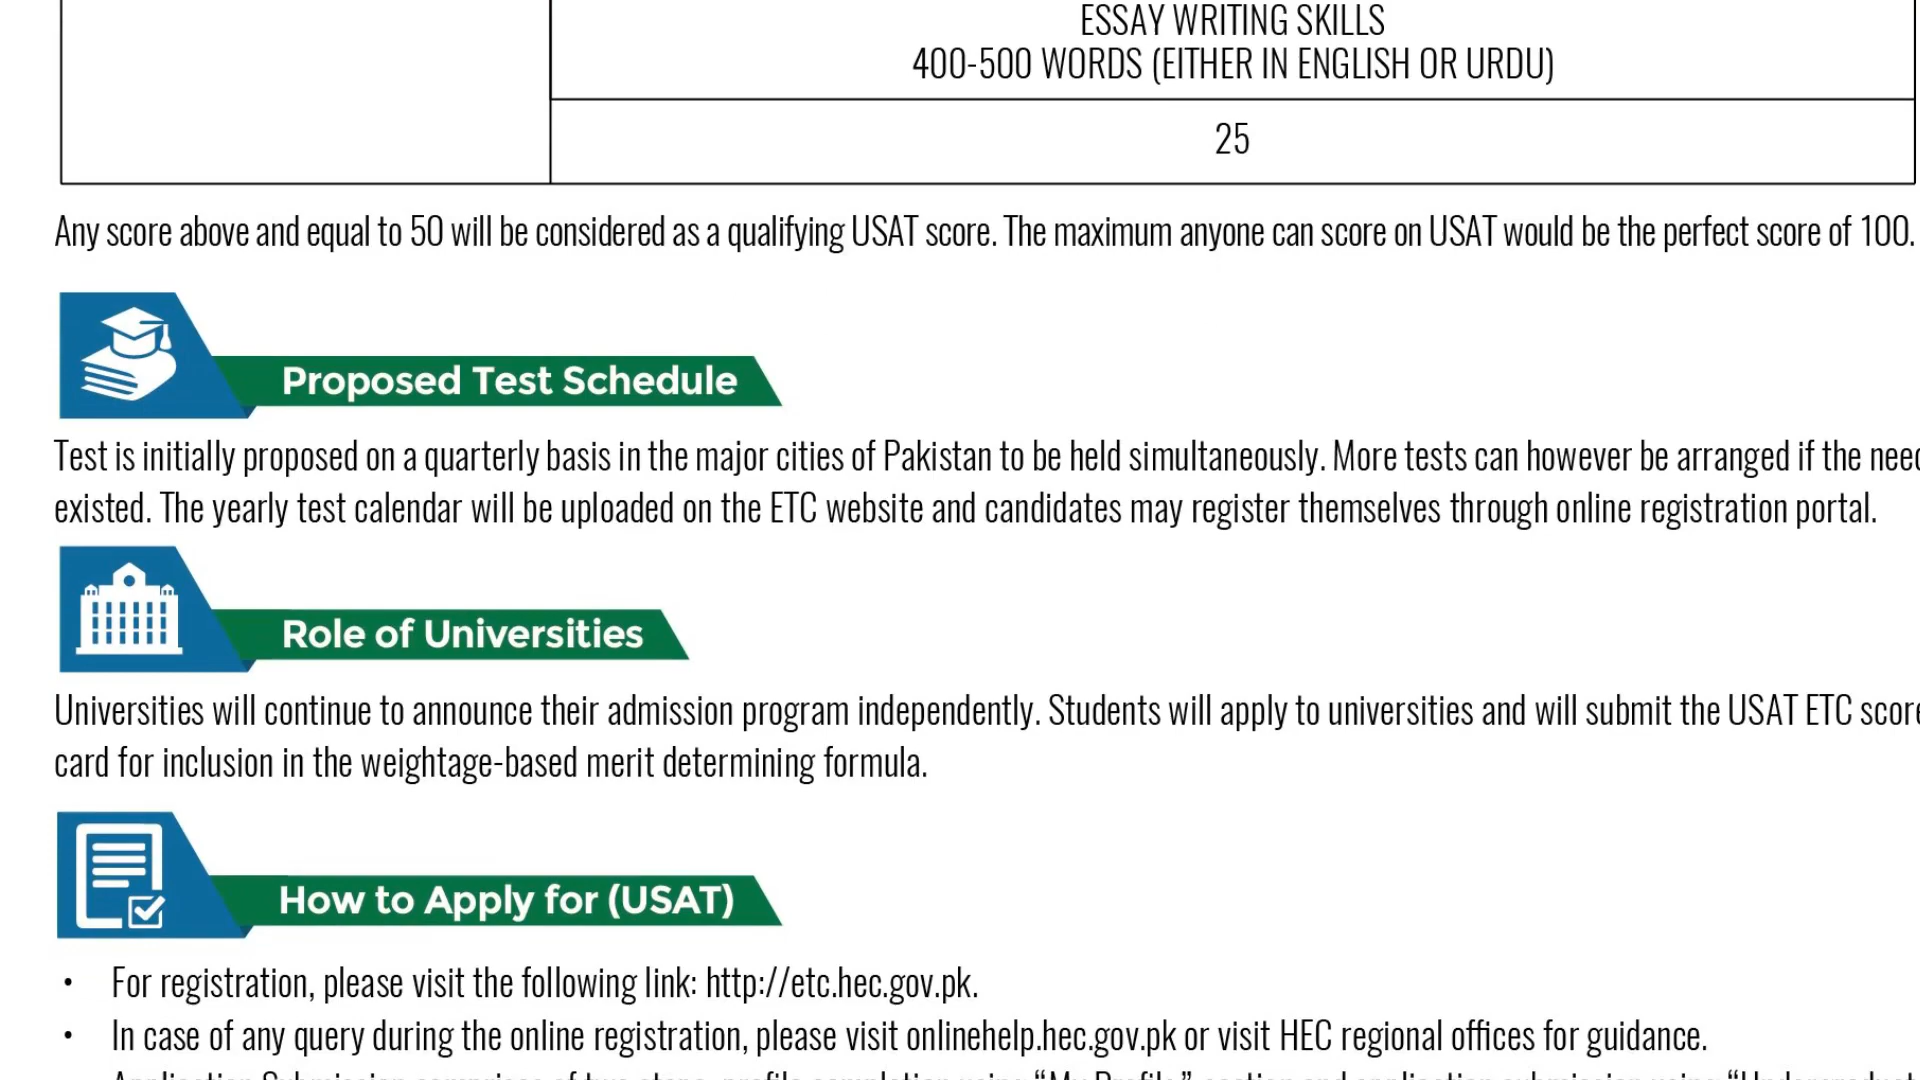 ESSAY WRITING SKILLS
400-500 WORDS (EITHER IN ENGLISH OR URDU)
25
Any score above and equal to 50 will be considered as a qualifying USAT score. The maximum anyone can score on USAT would be the perfect score of 100.
Proposed Test Schedule
Test is initially proposed on a quarterly basis in the major cities of Pakistan to be held simultaneously. More tests can however be arranged if the need
existed. The yearly test calendar will be uploaded on the ETC website and candidates may register themselves through online registration portal.
Role of Universities
Universities will continue to announce their admission program independently. Students will apply to universities and will submit the USAT ETC score
card for inclusion in the weightage-based merit determining formula.
How to Apply for (USAT)
• For registration, please visit the following link: http://etc.hec.gov.pk.
• In case of any query during the online registration, please visit onlinehelp.hec.gov.pk or visit HEC regional offices for guidance.